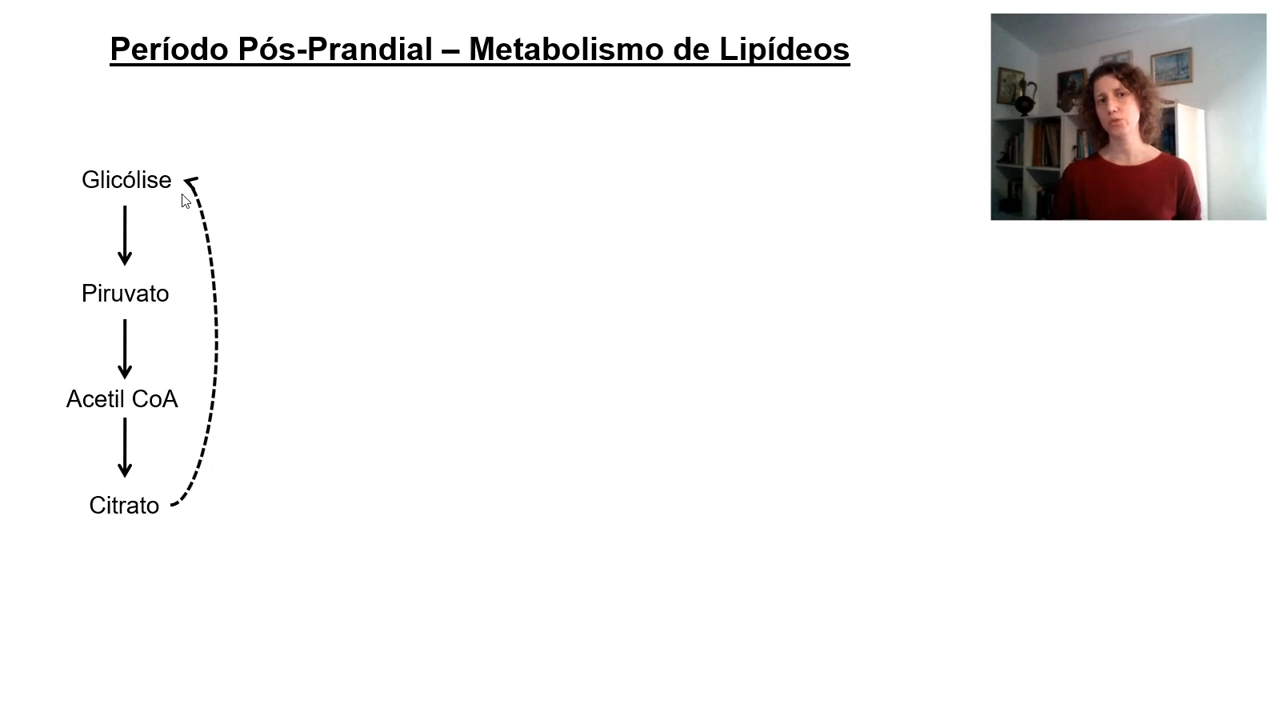 Período Pós-Prandial – Metabolismo de Lipídeos
Glicólise
Piruvato
Acetil CoA
Citrato